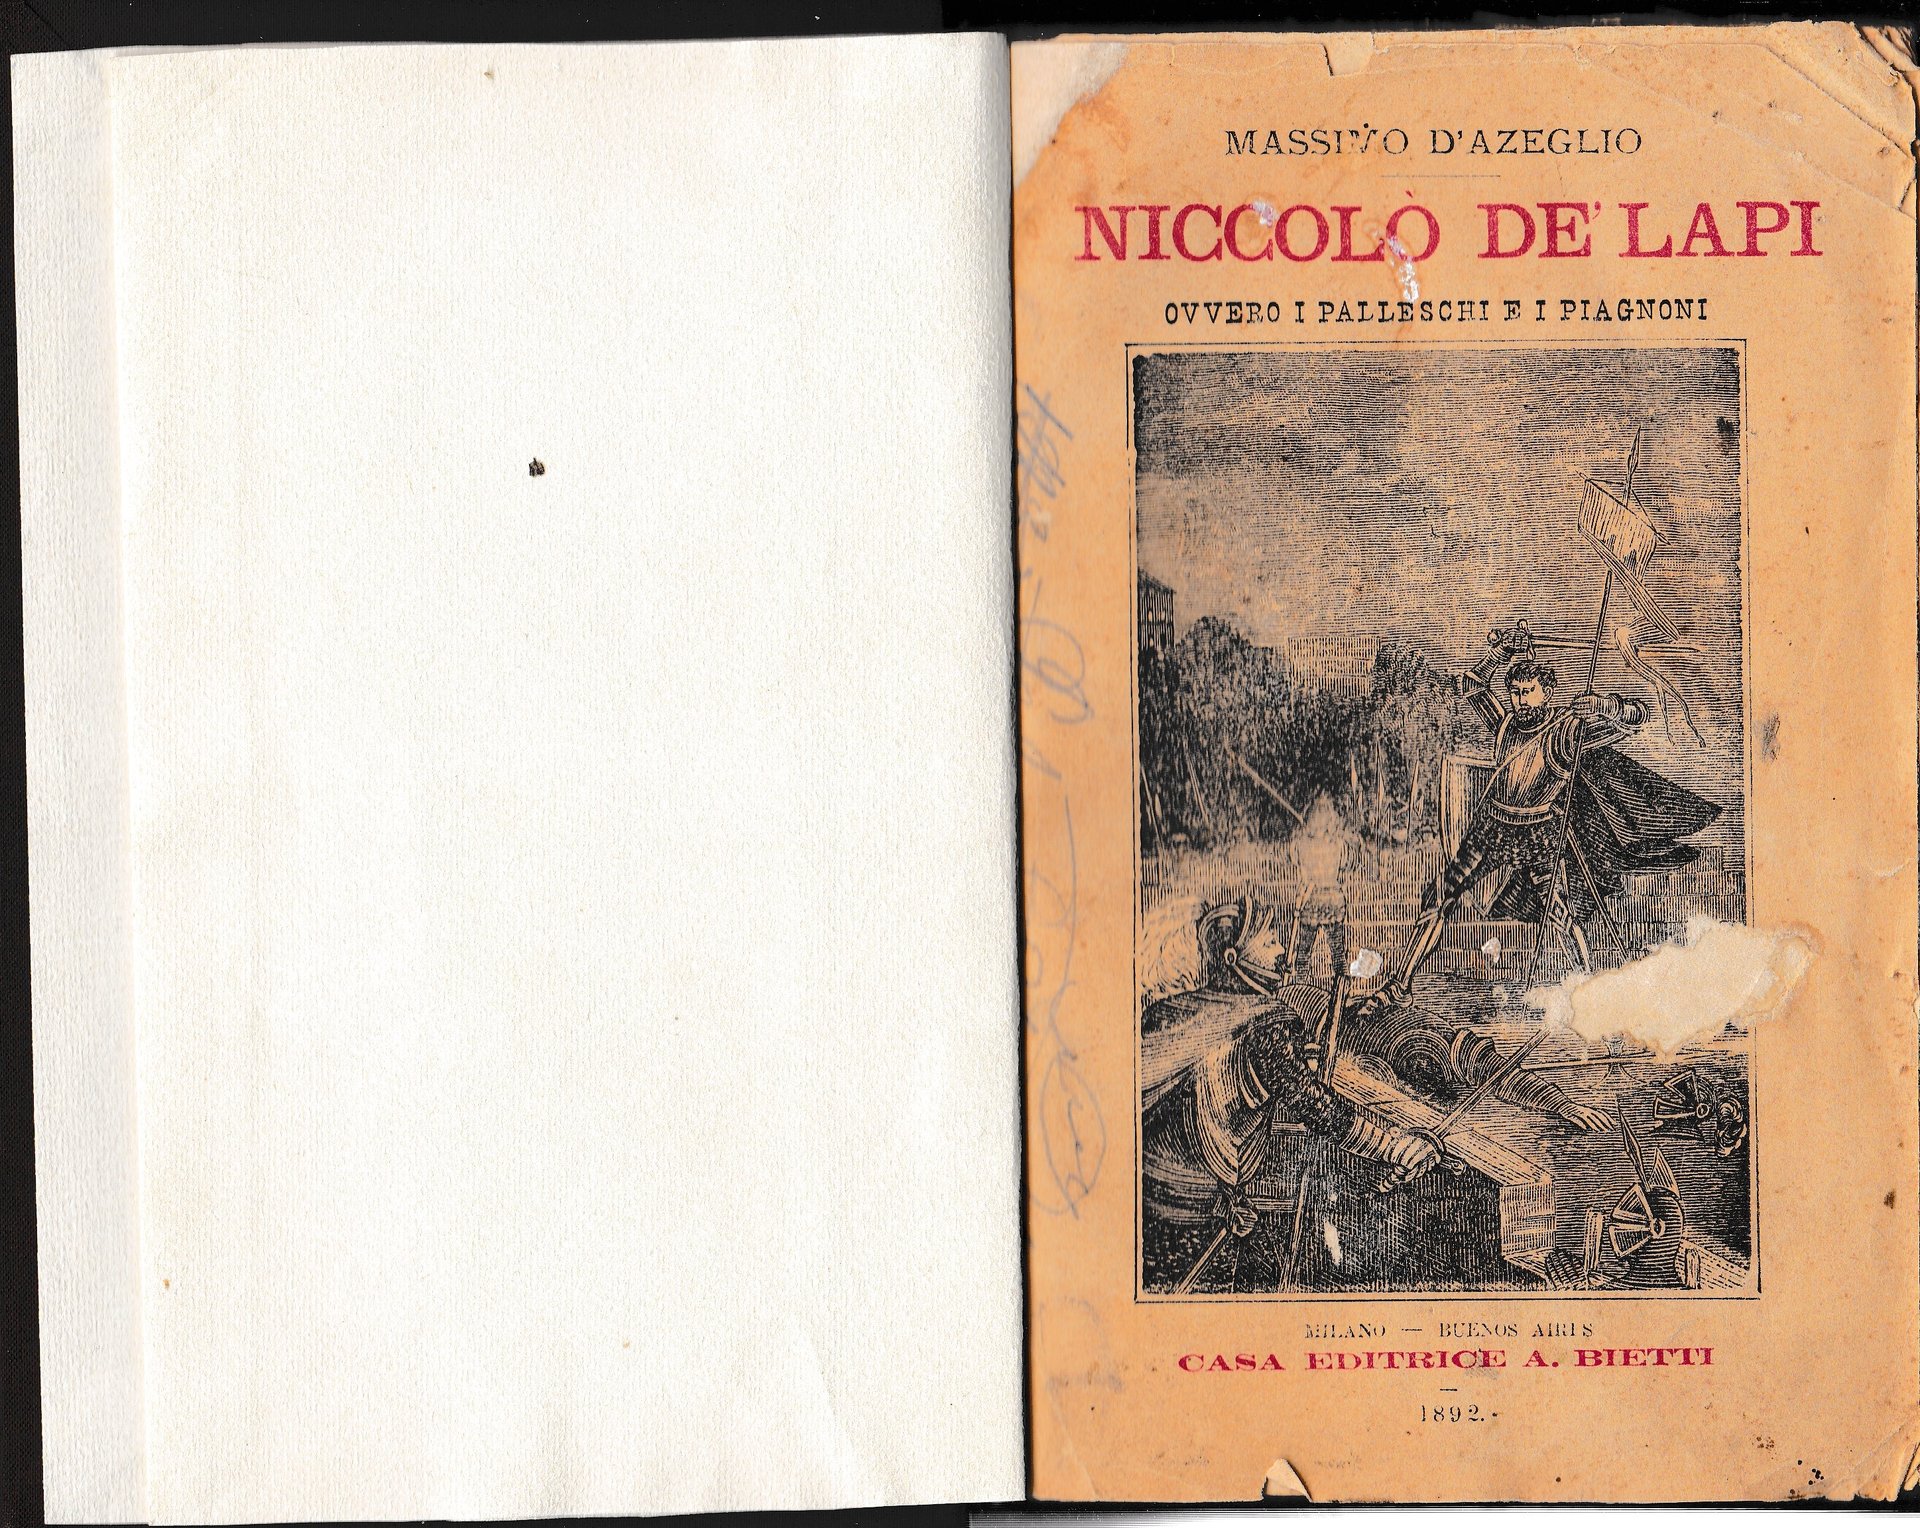 MASSIMO D'AZEGLIO
NICCOLÒ DE' LAPI
OVVERO I PALLESCHI E I PIAGNONI
MILANO — BUENOS AIRES
CASA EDITRICE A. BIETTI
1892.-